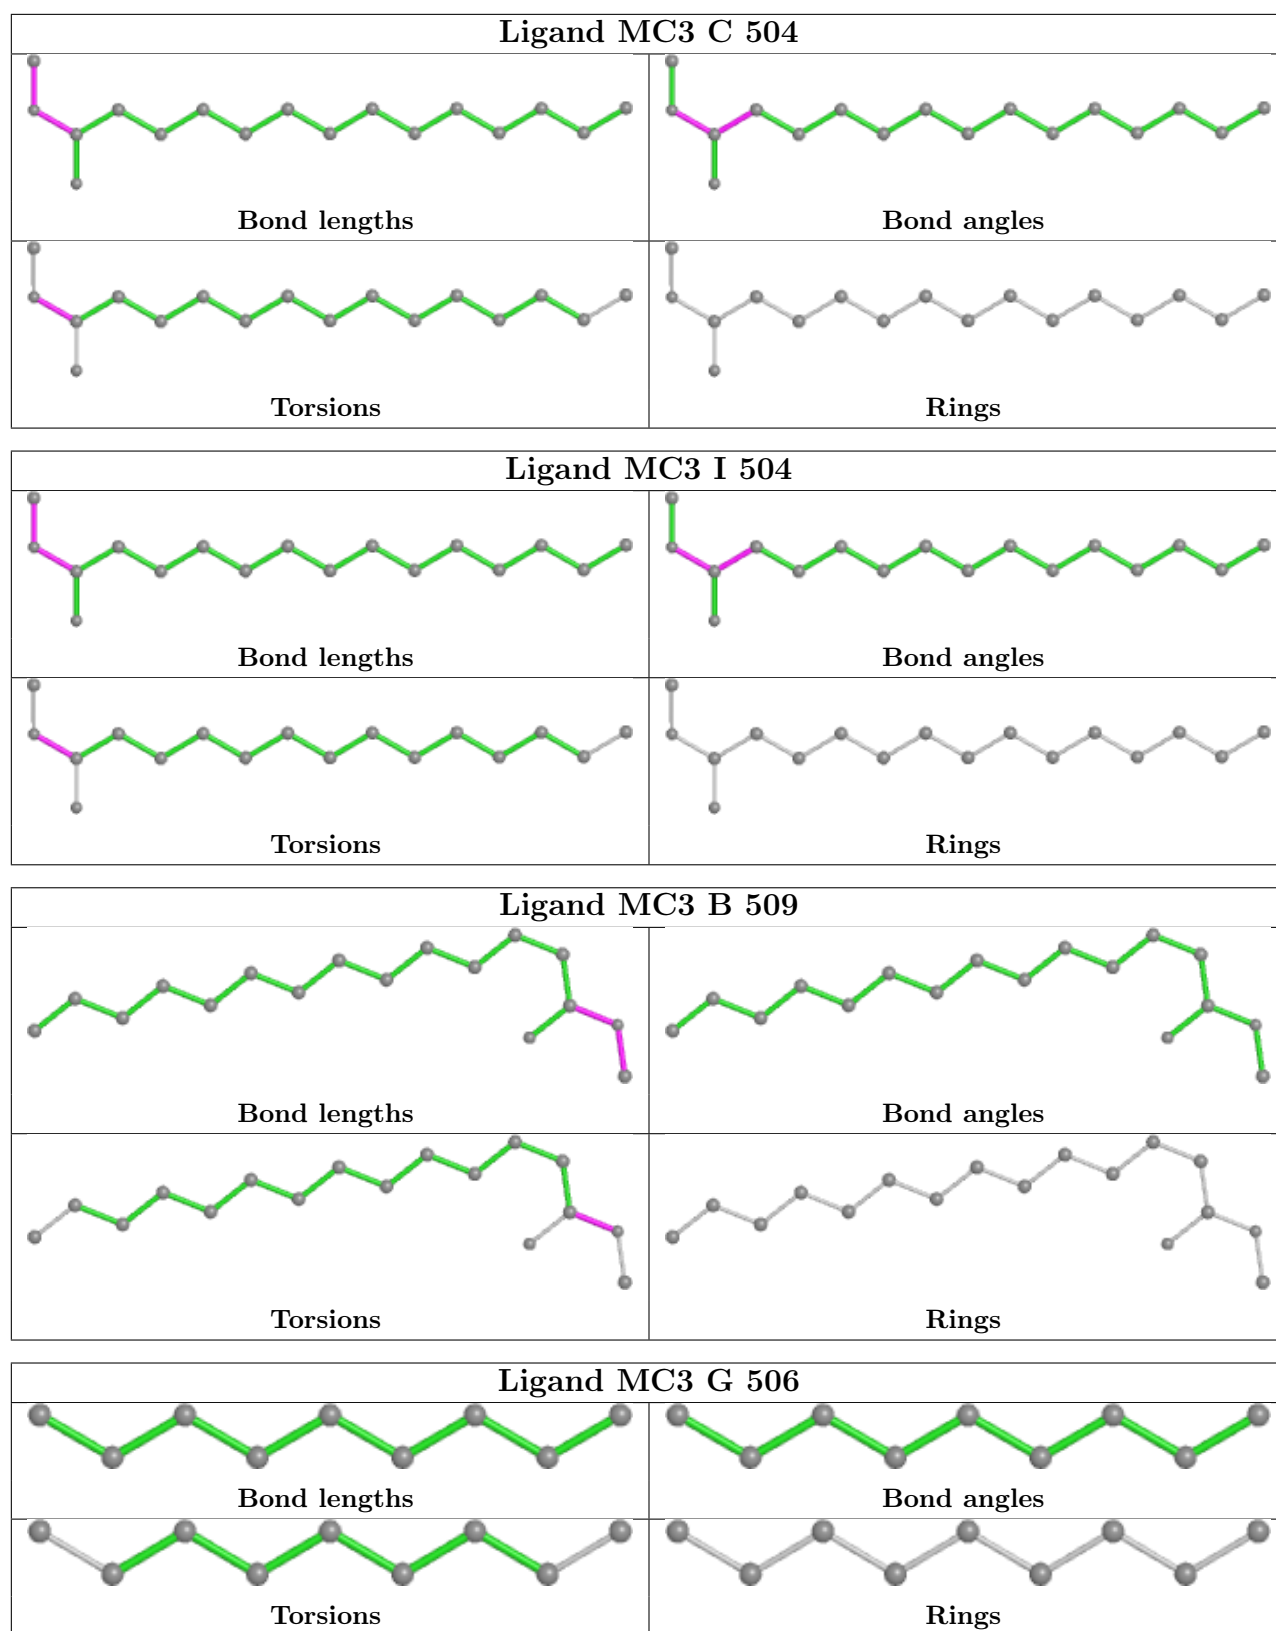 Ligand MC3 C 504
Bond lengths
Bond angles
Torsions
Rings
Ligand MC3 I 504
Bond lengths
Bond angles
Torsions
Rings
Ligand MC3 B 509
Bond lengths
Bond angles
Torsions
Rings
Ligand MC3 G 506
Bond lengths
Bond angles
Torsions
Rings